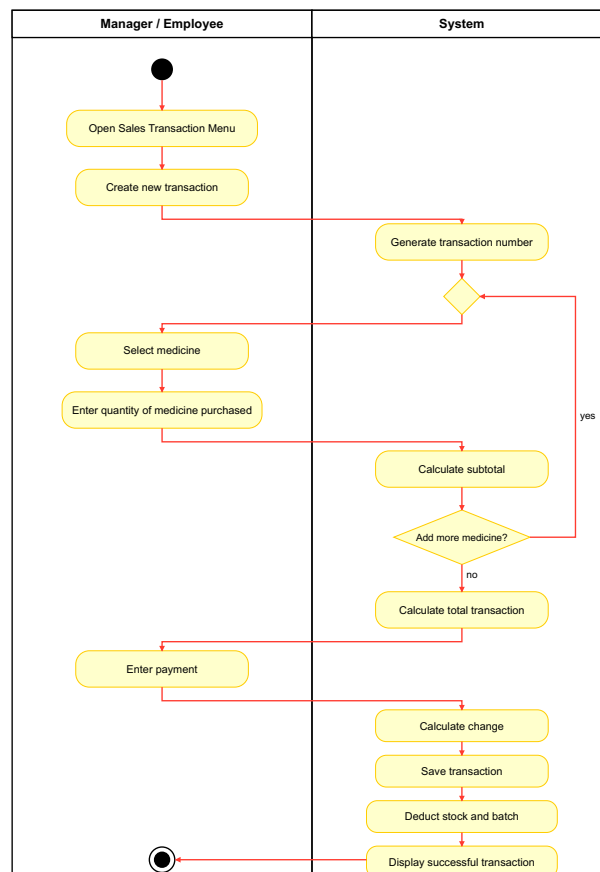 Manager / Employee
System
Open Sales Transaction Menu
Create new transaction
Generate transaction number
Select medicine
Enter quantity of medicine purchased
yes
Calculate subtotal
Add more medicine?
no
Calculate total transaction
Enter payment
Calculate change
Save transaction
Deduct stock and batch
Display successful transaction